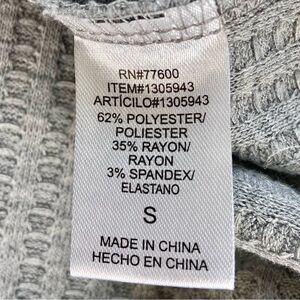 RN#77600
ITEM#1305943
ARTÍCILO#1305943
62% POLYESTER/
POLIESTER
35% RAYON/
RAYON
3% SPANDEX/
ELASTANO
S
MADE IN CHINA
HECHO EN CHINA